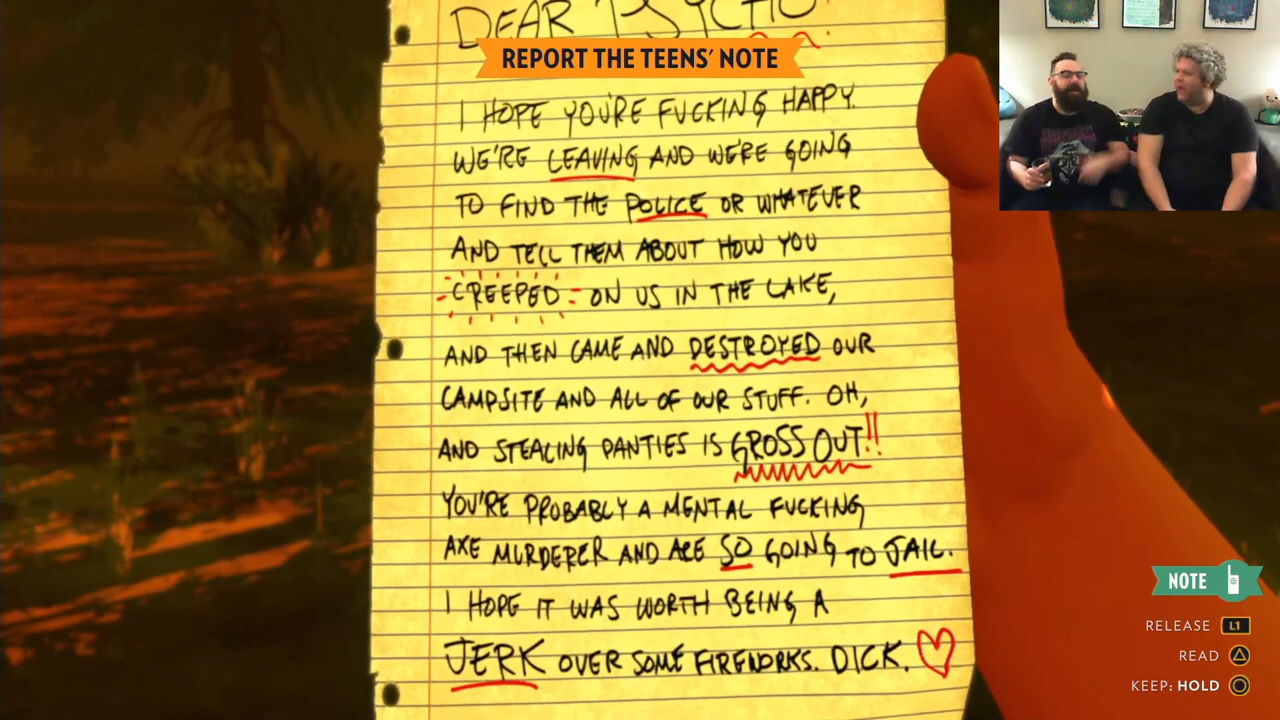 DEAR PSYCHO!
REPORT THE TEENS' NOTE
I HOPE YOU'RE FUCKING HAPPY.
WE'RE LEAVING AND WE'RE GOING
TO FIND THE POLICE OR WHATEVER
AND TELL THEM ABOUT HOW YOU
CREEPED ON US IN THE LAKE,
AND THEN CAME AND DESTROYED OUR
CAMPSITE AND ALL OF OUR STUFF. OH,
AND STEALING PANTIES IS GROSS OUT!!
YOU'RE PROBABLY A MENTAL FUCKING
AXE MURDERER AND ARE SO GOING TO JAIL.
I HOPE IT WAS WORTH BEING A
JERK OVER SOME FIREWORKS. DICK.
NOTE
RELEASE L1
READ
KEEP: HOLD